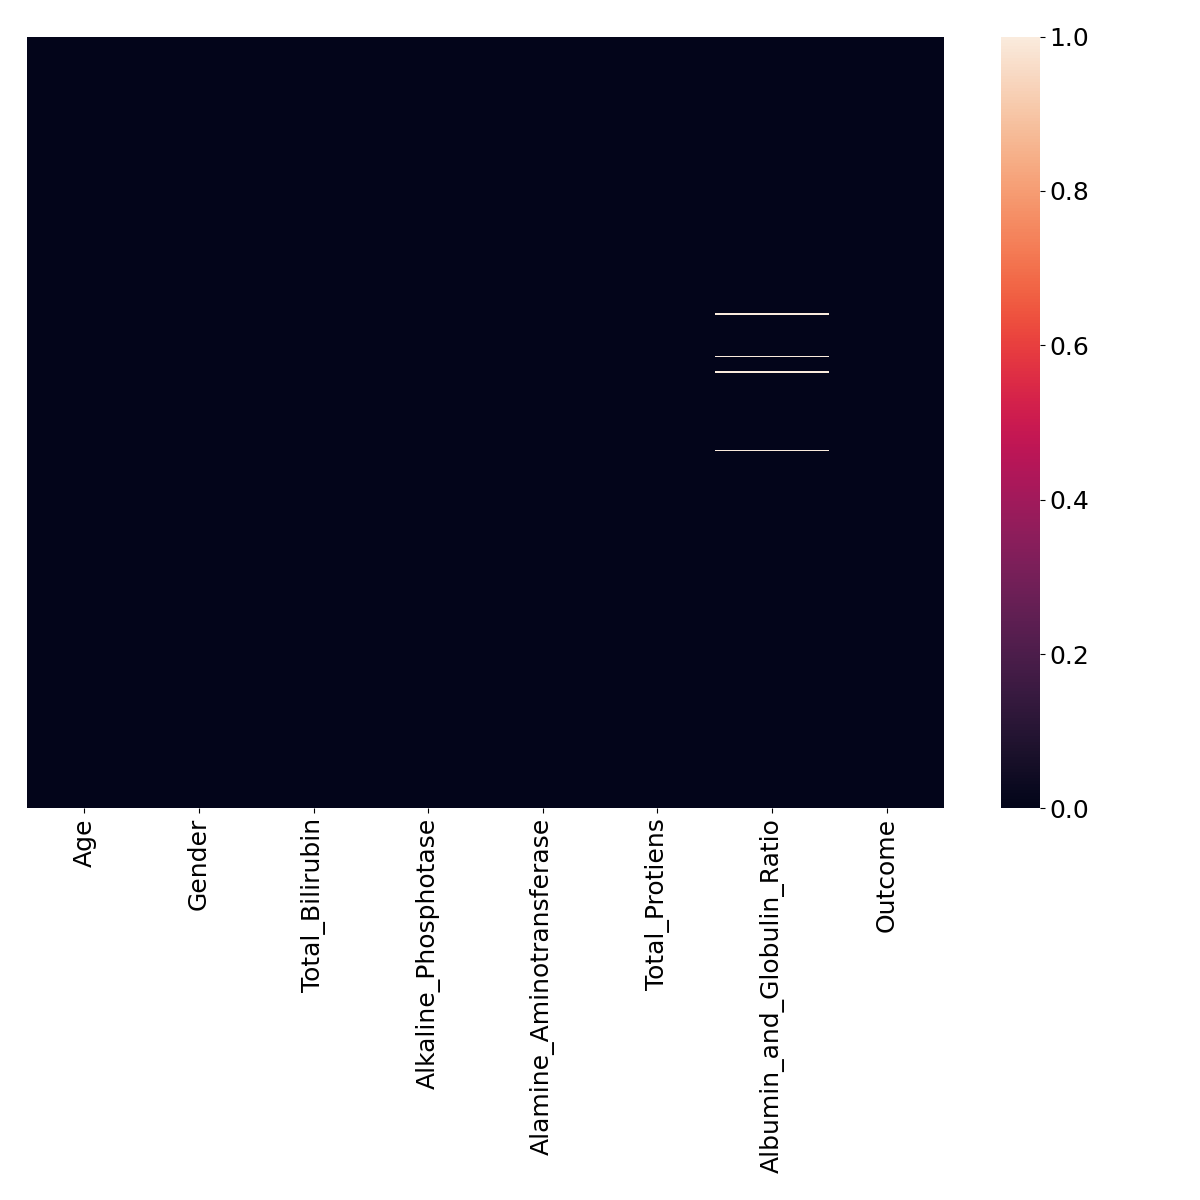 1.0
0.8
0.6
0.4
0.2
0.0
Age
Gender
Total_Bilirubin
Alkaline_Phosphotase
Alamine_Aminotransferase
Total_Protiens
Albumin_and_Globulin_Ratio
Outcome